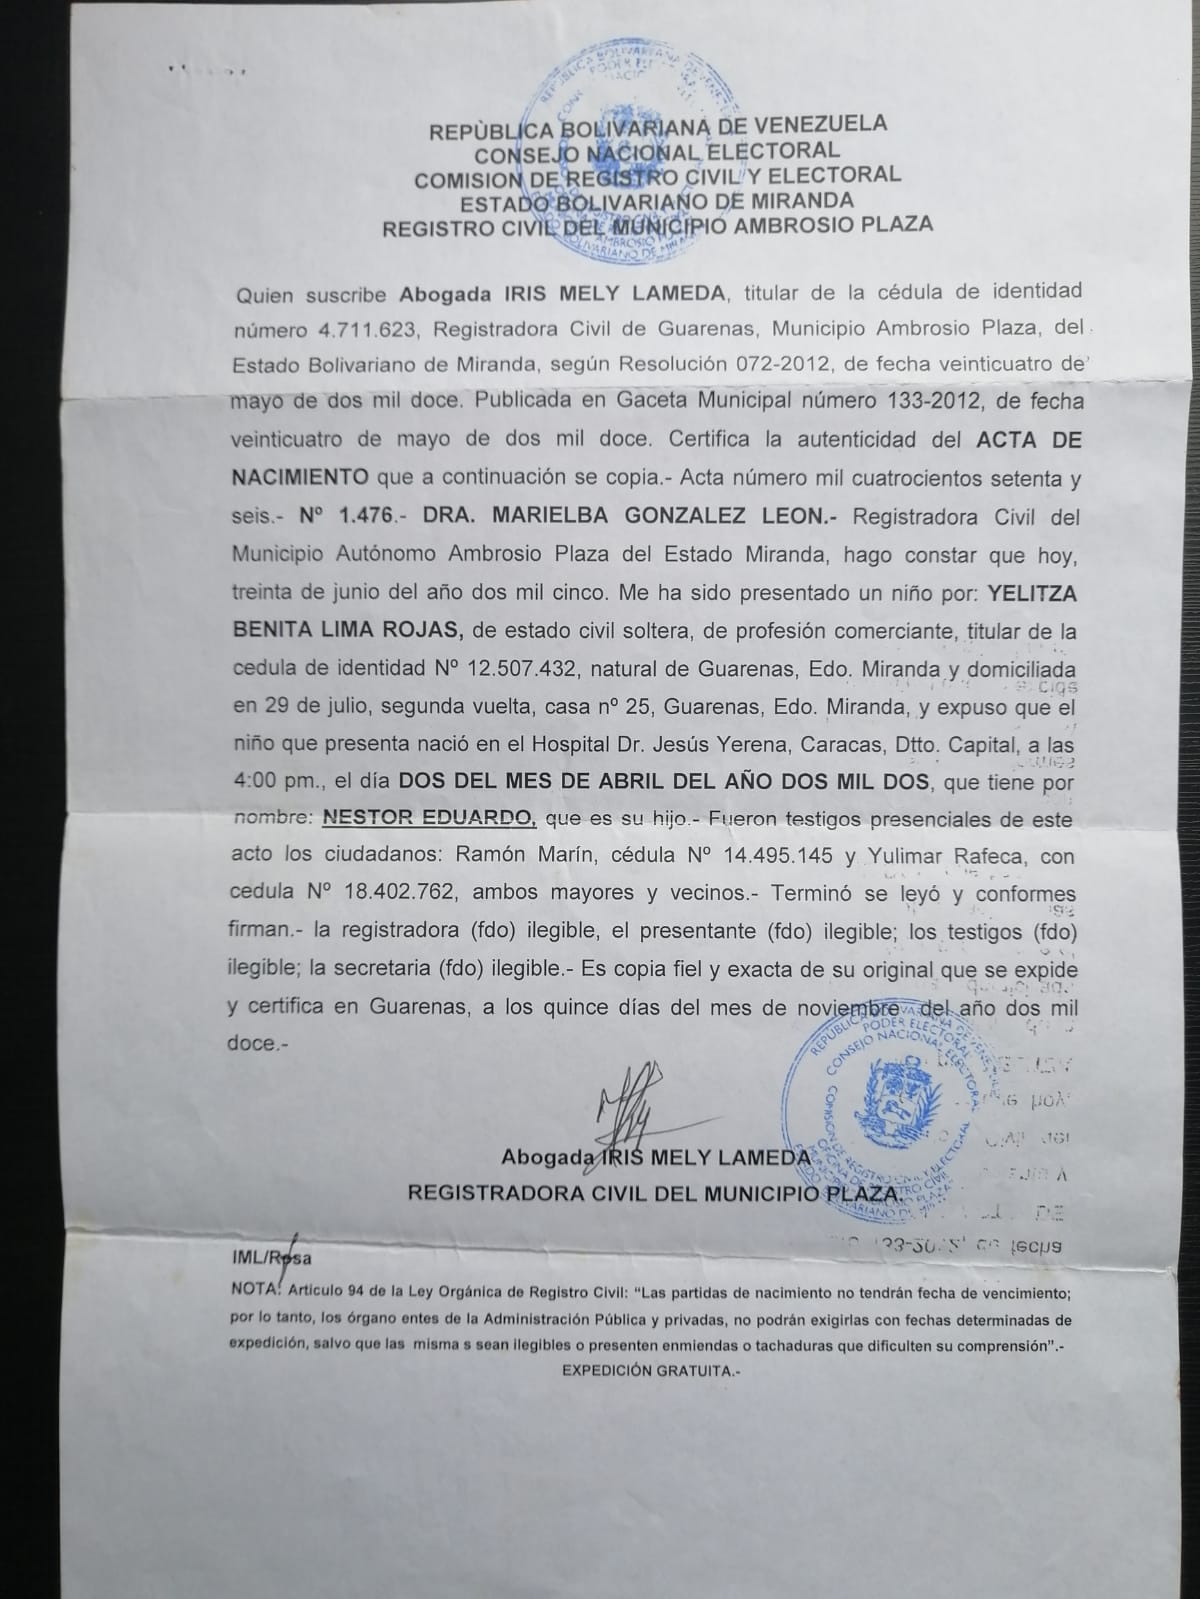 REPÙBLICA BOLIVARIANA DE VENEZUELA
CONSEJO NACIONAL ELECTORAL
COMISION DE REGISTRO CIVIL Y ELECTORAL
ESTADO BOLIVARIANO DE MIRANDA
REGISTRO CIVIL DEL MUNICIPIO AMBROSIO PLAZA
Quien suscribe Abogada IRIS MELY LAMEDA, titular de la cédula de identidad
número 4.711.623, Registradora Civil de Guarenas, Municipio Ambrosio Plaza, del
Estado Bolivariano de Miranda, según Resolución 072-2012, de fecha veinticuatro de
mayo de dos mil doce. Publicada en Gaceta Municipal número 133-2012, de fecha
veinticuatro de mayo de dos mil doce. Certifica la autenticidad del ACTA DE
NACIMIENTO que a continuación se copia.- Acta número mil cuatrocientos setenta y
seis.- Nº 1.476.- DRA. MARIELBA GONZALEZ LEON.- Registradora Civil del
Municipio Autónomo Ambrosio Plaza del Estado Miranda, hago constar que hoy,
treinta de junio del año dos mil cinco. Me ha sido presentado un niño por: YELITZA
BENITA LIMA ROJAS, de estado civil soltera, de profesión comerciante, titular de la
cedula de identidad Nº 12.507.432, natural de Guarenas, Edo. Miranda y domiciliada
en 29 de julio, segunda vuelta, casa nº 25, Guarenas, Edo. Miranda, y expuso que el
niño que presenta nació en el Hospital Dr. Jesús Yerena, Caracas, Dtto. Capital, a las
4:00 pm., el día DOS DEL MES DE ABRIL DEL AÑO DOS MIL DOS, que tiene por
nombre: NESTOR EDUARDO, que es su hijo.- Fueron testigos presenciales de este
acto los ciudadanos: Ramón Marín, cédula Nº 14.495.145 y Yulimar Rafeca, con
cedula Nº 18.402.762, ambos mayores y vecinos.- Terminó se leyó y conformes
firman.- la registradora (fdo) ilegible, el presentante (fdo) ilegible; los testigos (fdo)
ilegible; la secretaria (fdo) ilegible.- Es copia fiel y exacta de su original que se expide
y certifica en Guarenas, a los quince días del mes de noviembre del año dos mil
doce.-
REPÚBLICA BOLIVARIANA DE VENEZUELA
PODER ELECTORAL
CONSEJO NACIONAL ELECTORAL
COMISIÓN DE REGISTRO CIVIL Y ELECTORAL
Abogada IRIS MELY LAMEDA
REGISTRADORA CIVIL DEL MUNICIPIO PLAZA.
IML/Rosa
NOTA: Articulo 94 de la Ley Orgánica de Registro Civil: “Las partidas de nacimiento no tendrán fecha de vencimiento;
por lo tanto, los órgano entes de la Administración Pública y privadas, no podrán exigirlas con fechas determinadas de
expedición, salvo que las misma s sean ilegibles o presenten enmiendas o tachaduras que dificulten su comprensión”.-
EXPEDICIÓN GRATUITA.-